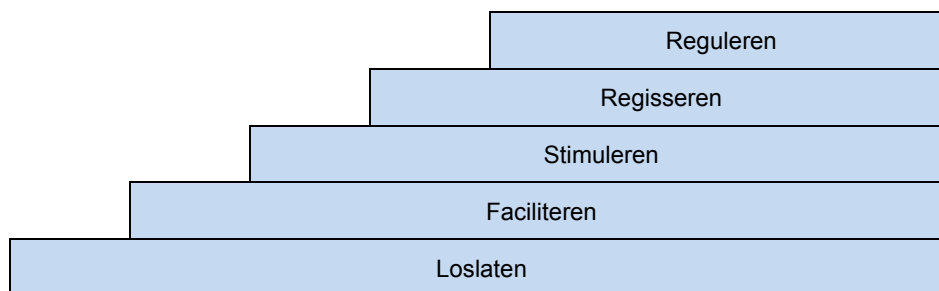 Reguleren
Regisseren
Stimuleren
Faciliteren
Loslaten